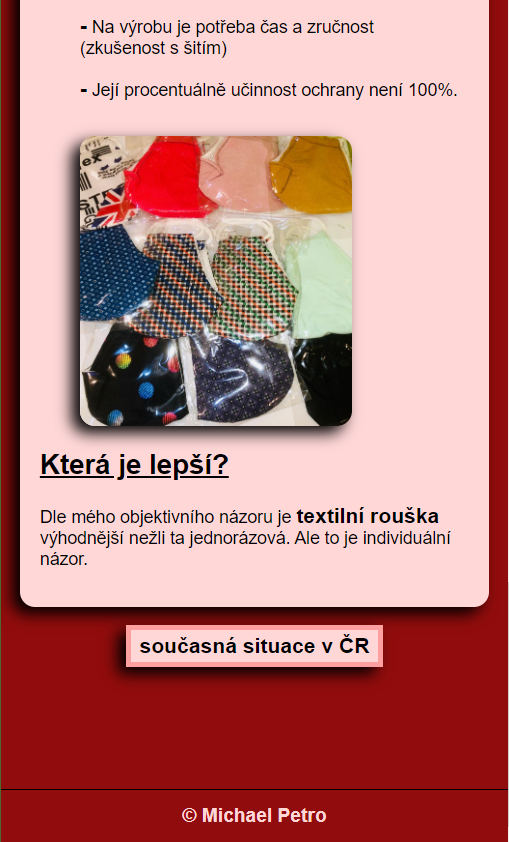 - Na výrobu je potřeba čas a zručnost
(zkušenost s šitím)
- Její procentuálně učinnost ochrany není 100%.
Která je lepší?
Dle mého objektivního názoru je textilní rouška
výhodnější nežli ta jednorázová. Ale to je individuální
názor.
současná situace v ČR
© Michael Petro